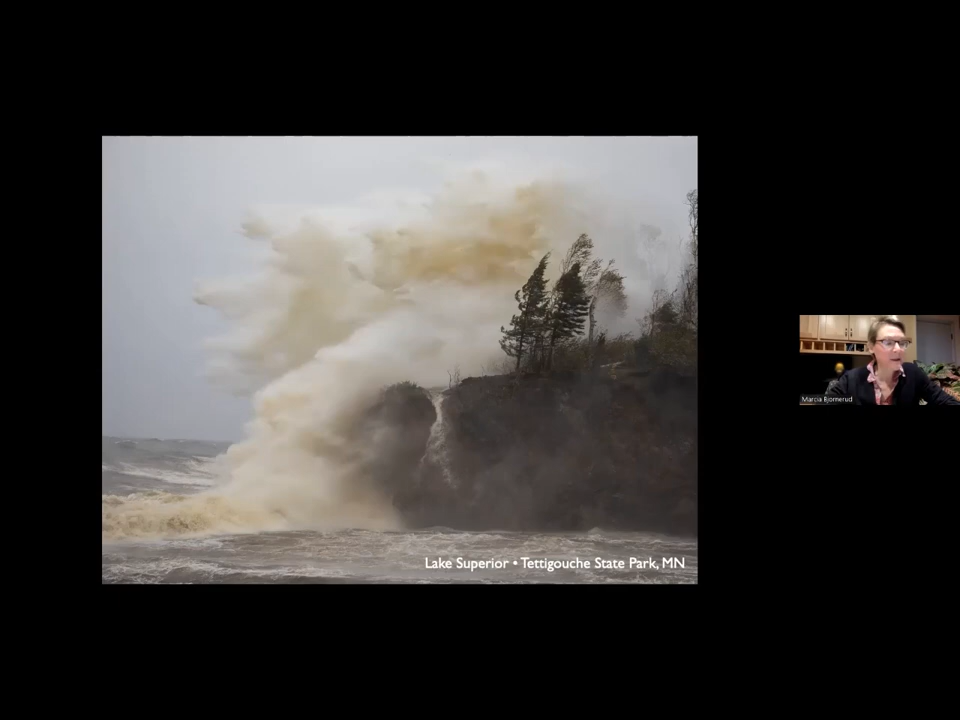 Lake Superior • Tettigouche State Park, MN
Marcia Bjornerud